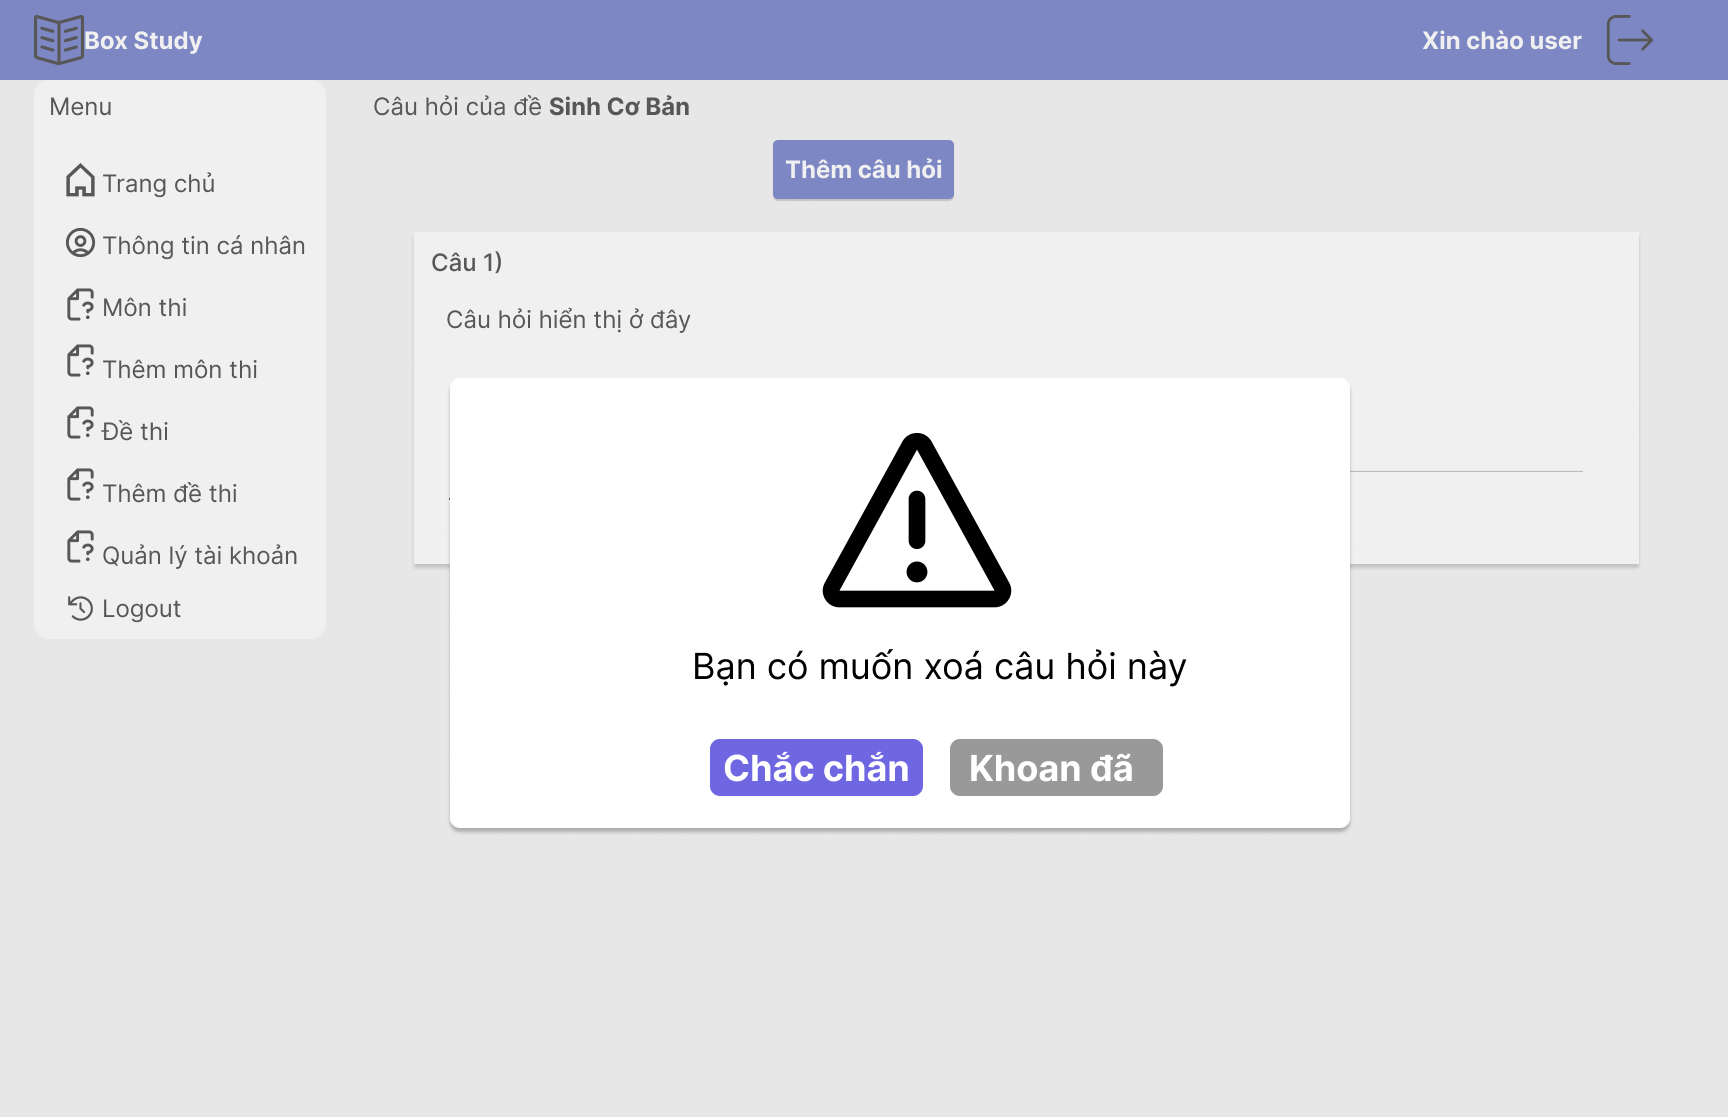 Box Study
Xin chào user
Menu
Trang chủ
Thông tin cá nhân
Môn thi
Thêm môn thi
Đề thi
Thêm đề thi
Quản lý tài khoản
Logout
Câu hỏi của đề Sinh Cơ Bản
Thêm câu hỏi
Câu 1)
Câu hỏi hiển thị ở đây
Bạn có muốn xoá câu hỏi này
Chắc chắn
Khoan đã